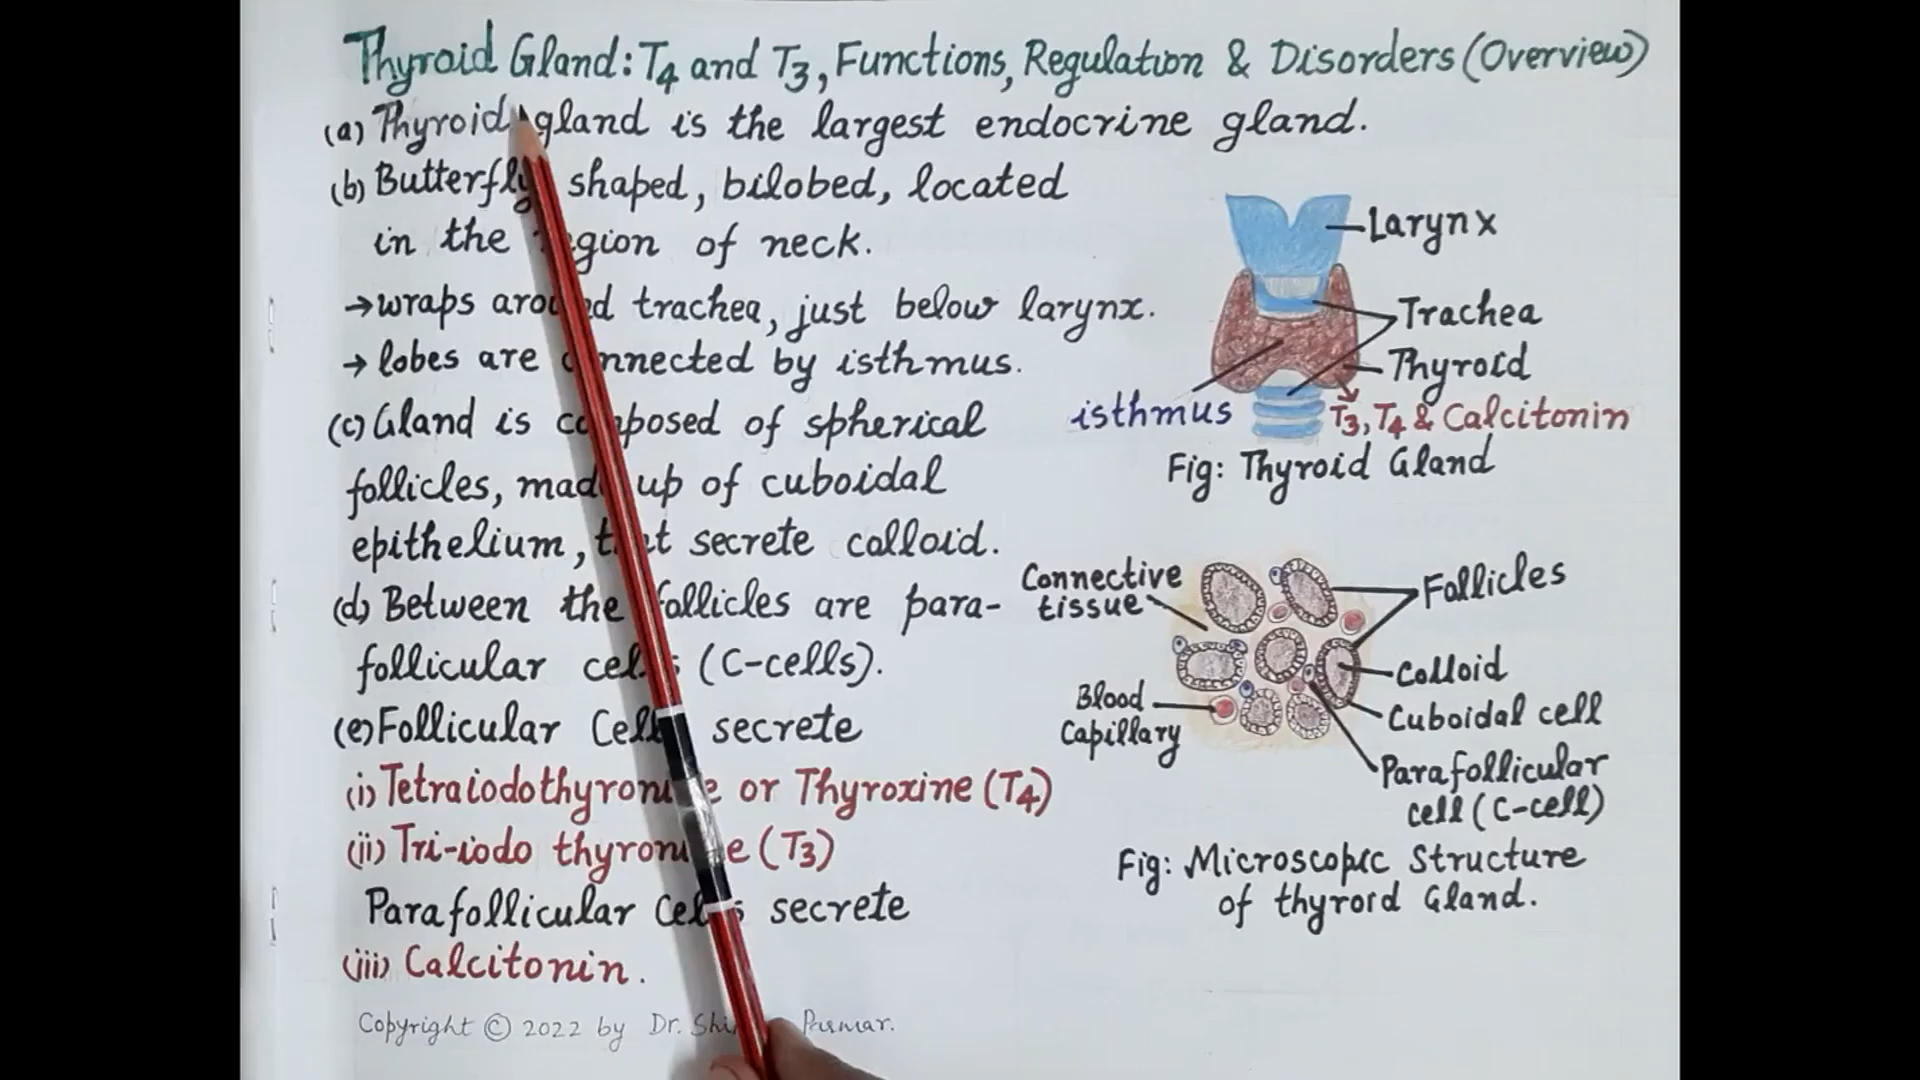 Thyroid Gland: T4 and T3, Functions, Regulation & Disorders (Overview)
(a) Thyroid gland is the largest endocrine gland.
(b) Butterfly shaped, bilobed, located
in the region of neck.
→ wraps around trachea, just below larynx.
→ lobes are connected by isthmus.
(c) Gland is composed of spherical
follicles, made up of cuboidal
epithelium, that secrete colloid.
(d) Between the follicles are para-
follicular cells (C-cells).
(e) Follicular Cells secrete
(i) Tetraiodothyronine or Thyroxine (T4)
(ii) Tri-iodo thyronine (T3)
Parafollicular Cells secrete
(iii) Calcitonin.
Copyright © 2022 by Dr. Parmar.
Larynx
Trachea
Thyroid
isthmus
T3, T4 & Calcitonin
Fig: Thyroid Gland
Connective
tissue
Follicles
Colloid
Blood
Capillary
Cuboidal cell
Parafollicular
cell (C-cell)
Fig: Microscopic Structure
of thyroid Gland.